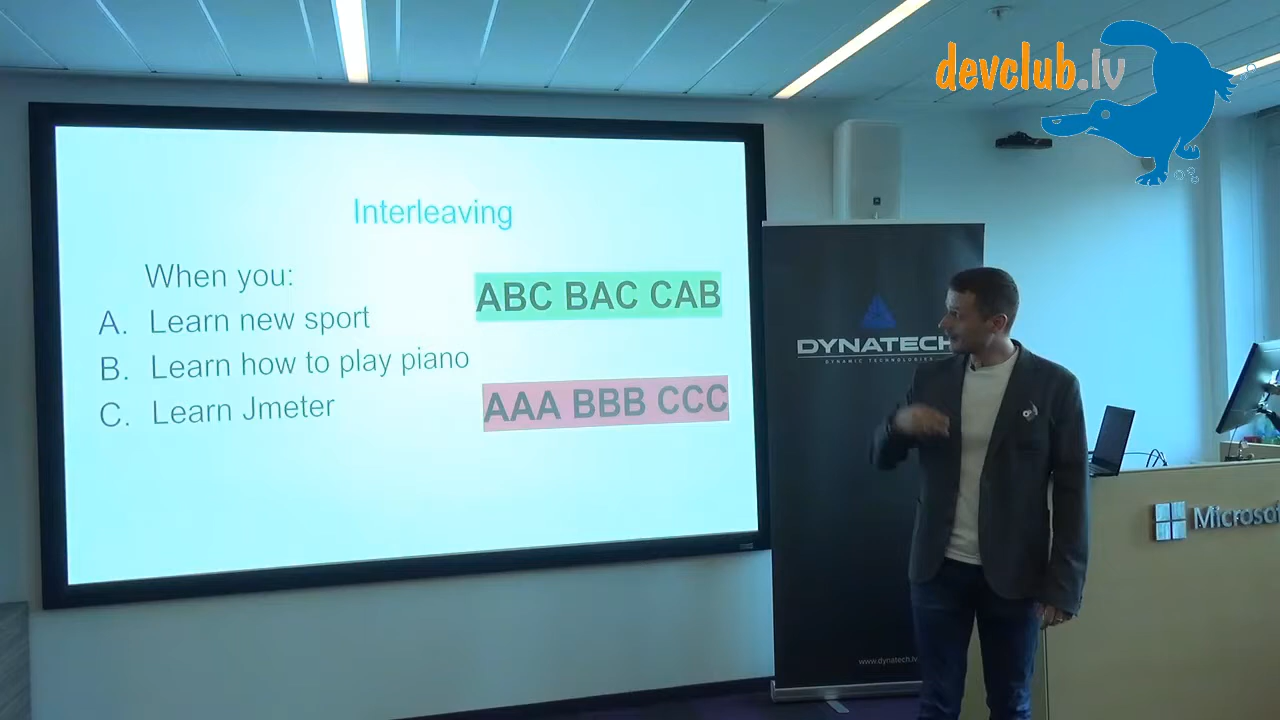 devclub.lv
Interleaving
When you:
A. Learn new sport
B. Learn how to play piano
C. Learn Jmeter
ABC BAC CAB
AAA BBB CCC
DYNATECH
DYNAMIC TECHNOLOGIES
www.dynatech.lv
Microsof